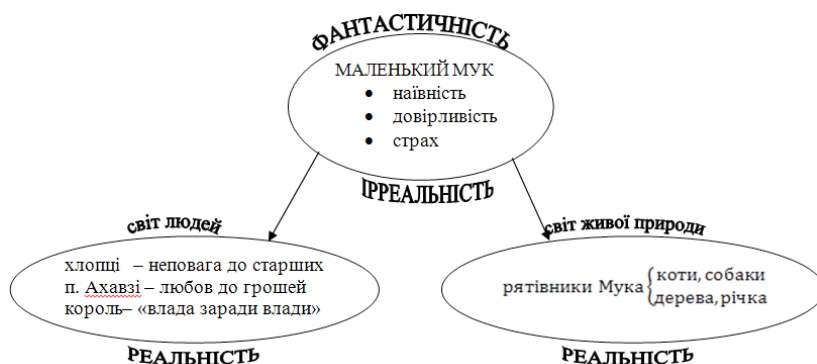 ФАНТАСТИЧНІСТЬ
МАЛЕНЬКИЙ МУК
• наївність
• довірливість
• страх
ІРРЕАЛЬНІСТЬ
світ людей
хлопці – неповага до старших
п. Ахавзі – любов до грошей
король– «влада заради влади»
РЕАЛЬНІСТЬ
світ живої природи
рятівники Мука { коти, собаки
дерева, річка
РЕАЛЬНІСТЬ